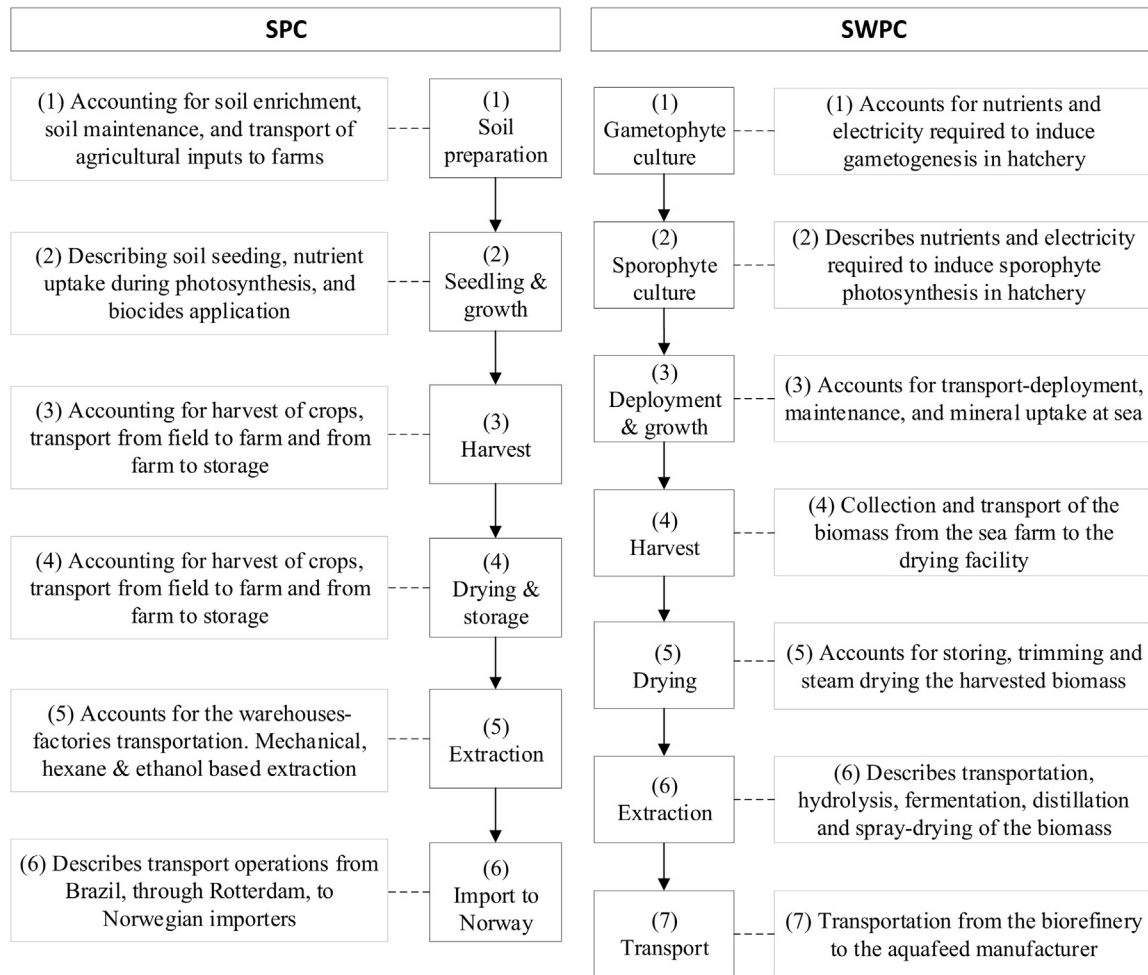 SPC
(1) Accounting for soil enrichment,
soil maintenance, and transport of
agricultural inputs to farms
(1)
Soil
preparation
(2) Describing soil seeding, nutrient
uptake during photosynthesis, and
biocides application
(2)
Seedling &
growth
(3) Accounting for harvest of crops,
transport from field to farm and from
farm to storage
(3)
Harvest
(4) Accounting for harvest of crops,
transport from field to farm and from
farm to storage
(4)
Drying &
storage
(5) Accounts for the warehouses-
factories transportation. Mechanical,
hexane & ethanol based extraction
(5)
Extraction
(6) Describes transport operations from
Brazil, through Rotterdam, to
Norwegian importers
(6)
Import to
Norway
SWPC
(1)
Gametophyte
culture
(1) Accounts for nutrients and
electricity required to induce
gametogenesis in hatchery
(2)
Sporophyte
culture
(2) Describes nutrients and electricity
required to induce sporophyte
photosynthesis in hatchery
(3)
Deployment
& growth
(3) Accounts for transport-deployment,
maintenance, and mineral uptake at sea
(4)
Harvest
(4) Collection and transport of the
biomass from the sea farm to the
drying facility
(5)
Drying
(5) Accounts for storing, trimming and
steam drying the harvested biomass
(6)
Extraction
(6) Describes transportation,
hydrolysis, fermentation, distillation
and spray-drying of the biomass
(7)
Transport
(7) Transportation from the biorefinery
to the aquafeed manufacturer